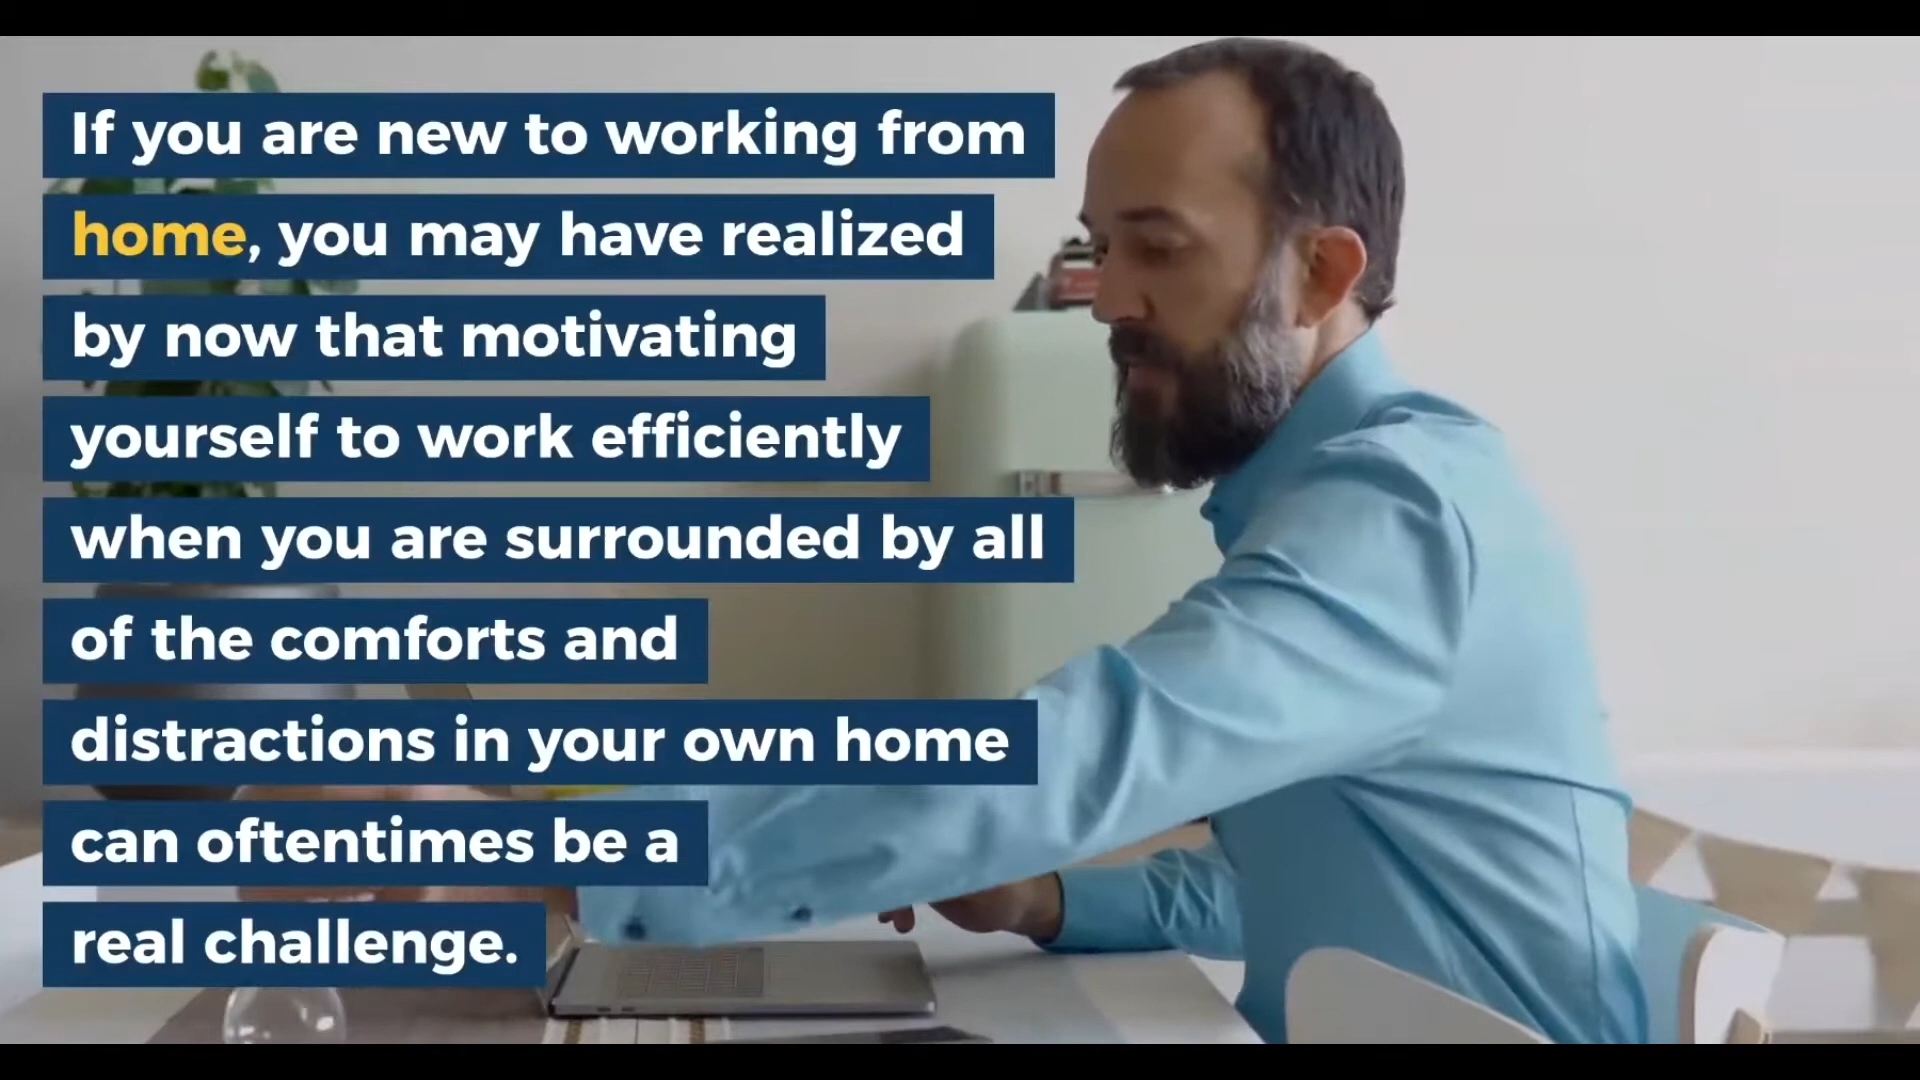 If you are new to working from
home, you may have realized
by now that motivating
yourself to work efficiently
when you are surrounded by all
of the comforts and
distractions in your own home
can oftentimes be a
real challenge.